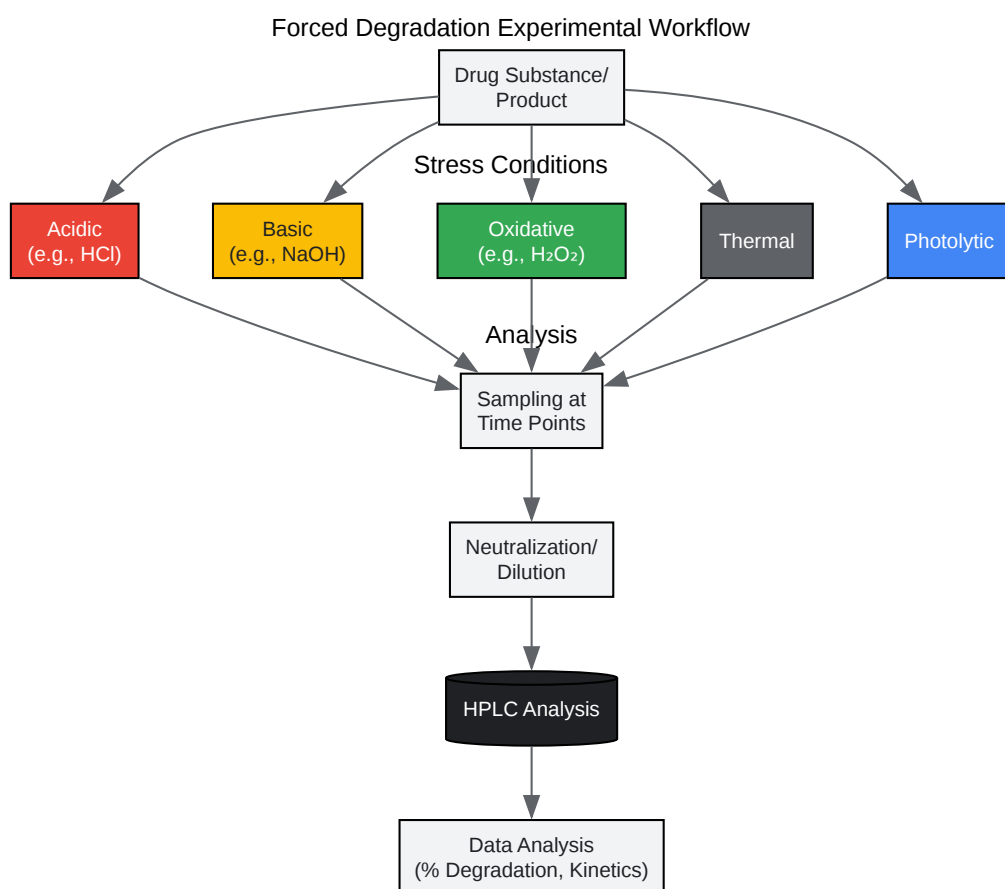 Forced Degradation Experimental Workflow
Drug Substance/
Product
Stress Conditions
Acidic
(e.g., HCl)
Basic
(e.g., NaOH)
Oxidative
(e.g., H₂O₂)
Thermal
Photolytic
Analysis
Sampling at
Time Points
Neutralization/
Dilution
HPLC Analysis
Data Analysis
(% Degradation, Kinetics)